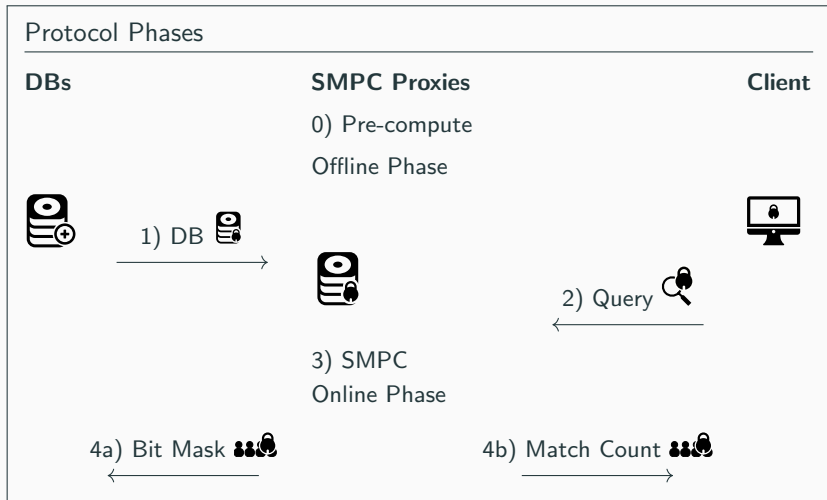 Protocol Phases
DBs SMPC Proxies Client
0) Pre-compute
Offline Phase
1) DB
2) Query
3) SMPC
Online Phase
4a) Bit Mask 4b) Match Count